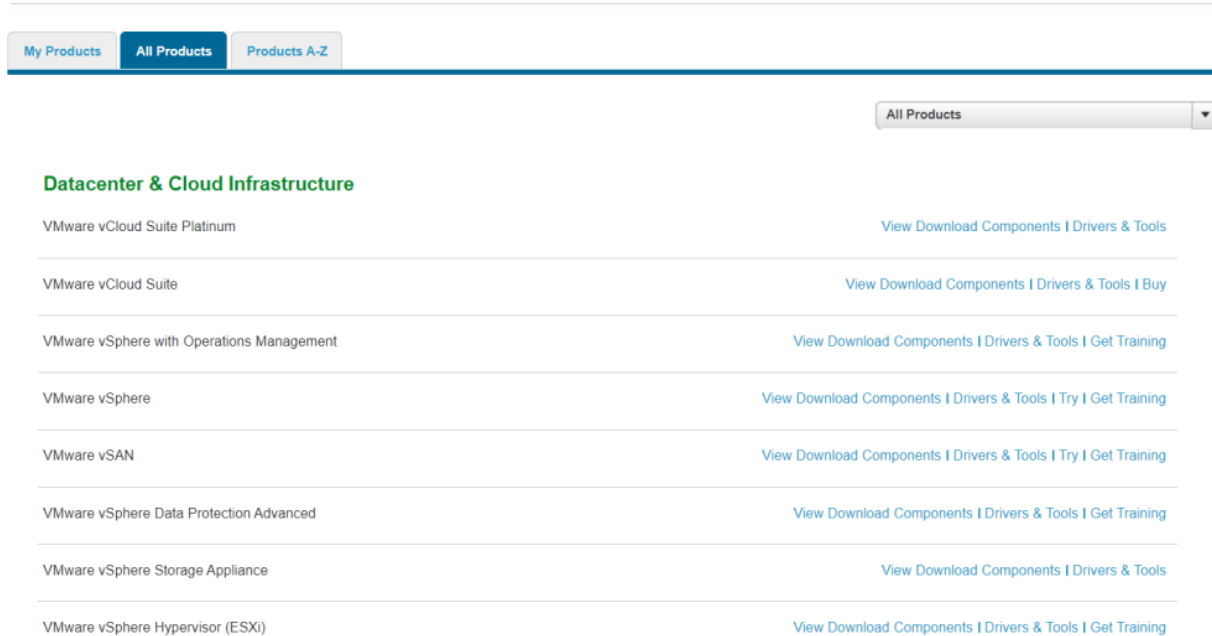 My Products All Products Products A-Z
All Products
Datacenter & Cloud Infrastructure
VMware vCloud Suite Platinum View Download Components I Drivers & Tools
VMware vCloud Suite View Download Components I Drivers & Tools I Buy
VMware vSphere with Operations Management View Download Components I Drivers & Tools I Get Training
VMware vSphere View Download Components I Drivers & Tools I Try I Get Training
VMware vSAN View Download Components I Drivers & Tools I Try I Get Training
VMware vSphere Data Protection Advanced View Download Components I Drivers & Tools I Get Training
VMware vSphere Storage Appliance View Download Components I Drivers & Tools
VMware vSphere Hypervisor (ESXi) View Download Components I Drivers & Tools I Get Training